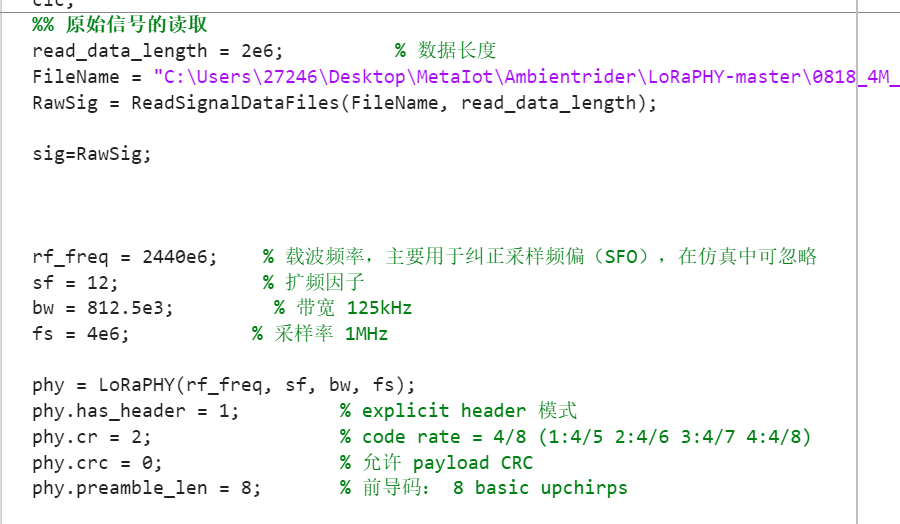 clc;
%% 原始信号的读取
read_data_length = 2e6; % 数据长度
FileName = "C:\Users\27246\Desktop\MetaIot\Ambientrider\LoRaPHY-master\0818_4M_
RawSig = ReadSignalDataFiles(FileName, read_data_length);
sig=RawSig;
rf_freq = 2440e6; % 载波频率，主要用于纠正采样频偏（SFO），在仿真中可忽略
sf = 12; % 扩频因子
bw = 812.5e3; % 带宽 125kHz
fs = 4e6; % 采样率 1MHz
phy = LoRaPHY(rf_freq, sf, bw, fs);
phy.has_header = 1; % explicit header 模式
phy.cr = 2; % code rate = 4/8 (1:4/5 2:4/6 3:4/7 4:4/8)
phy.crc = 0; % 允许 payload CRC
phy.preamble_len = 8; % 前导码： 8 basic upchirps